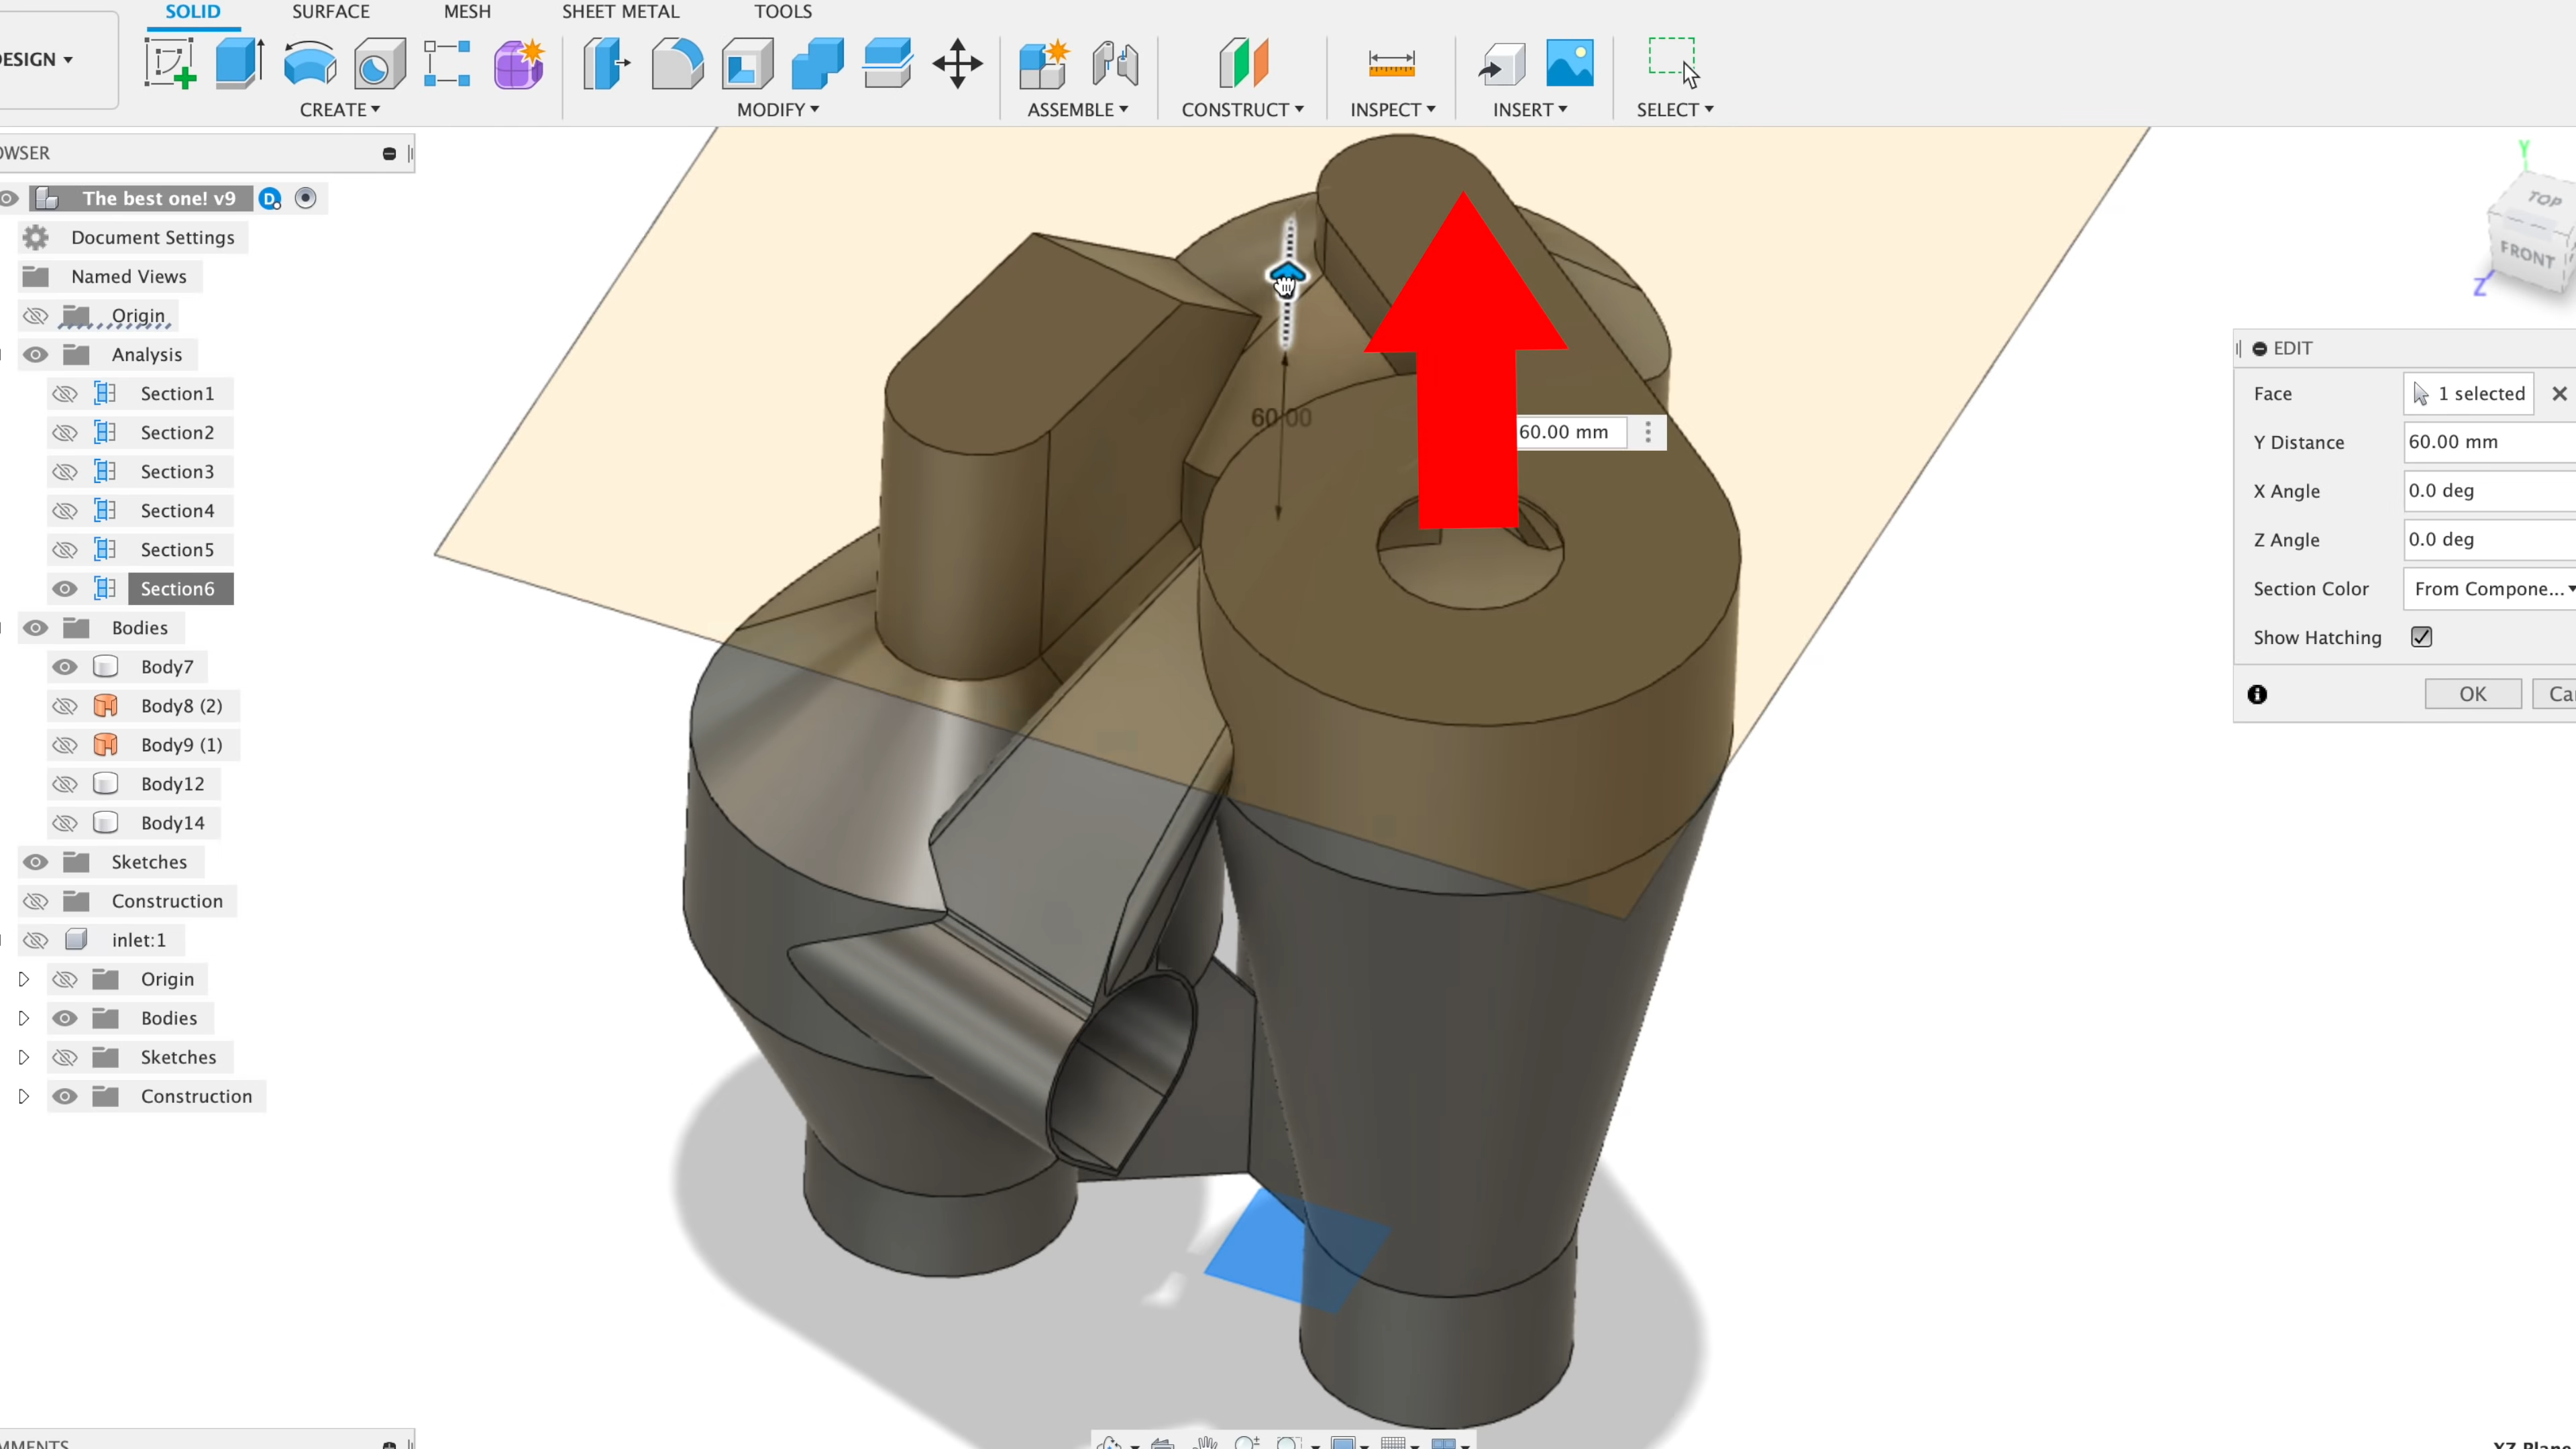 SOLID SURFACE MESH SHEET METAL TOOLS
ESIGN
CREATE MODIFY ASSEMBLE CONSTRUCT INSPECT INSERT SELECT
OWSER
The best one! v9
Document Settings
Named Views
Origin
Analysis
Section1
Section2
Section3
Section4
Section5
Section6
Bodies
Body7
Body8 (2)
Body9 (1)
Body12
Body14
Sketches
Construction
inlet:1
Origin
Bodies
Sketches
Construction
MMENTS
60.00
60.00 mm
Y
TOP
FRONT
Z
EDIT
Face 1 selected
Y Distance 60.00 mm
X Angle 0.0 deg
Z Angle 0.0 deg
Section Color From Compone...
Show Hatching
OK Ca
XZ Plane